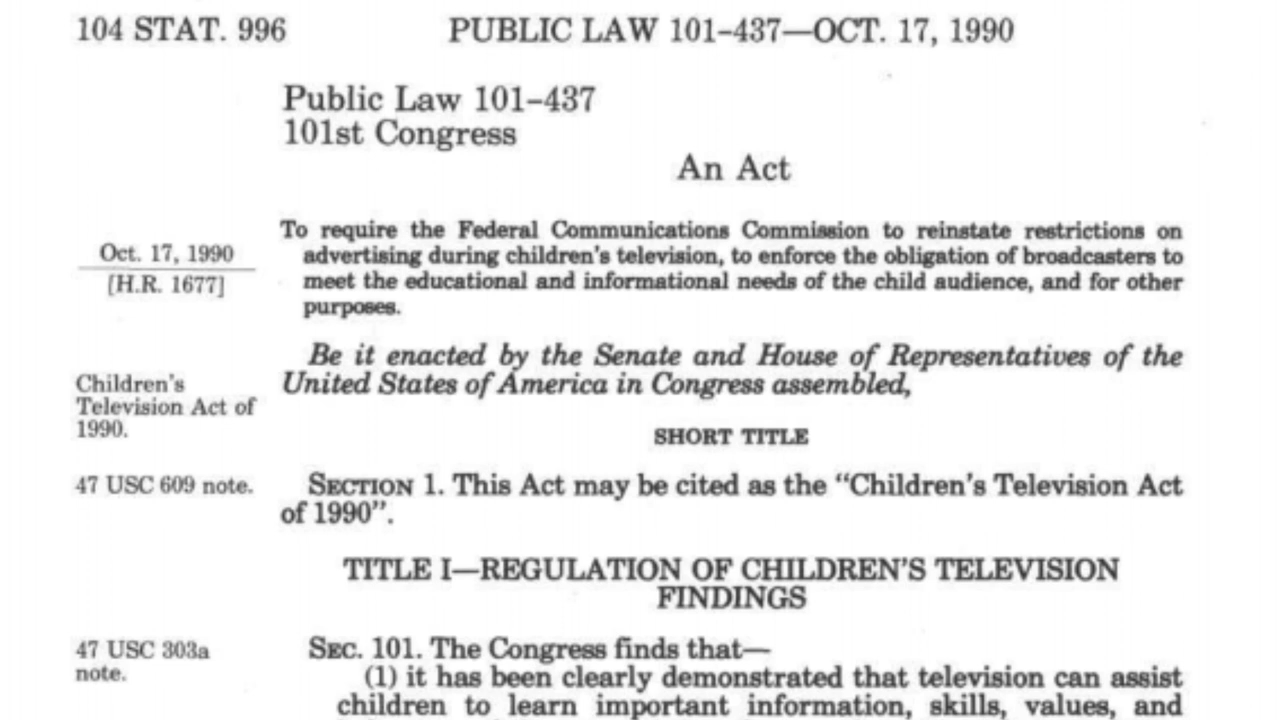 104 STAT. 996 PUBLIC LAW 101–437—OCT. 17, 1990
Public Law 101–437
101st Congress
An Act
Oct. 17, 1990
[H.R. 1677]
To require the Federal Communications Commission to reinstate restrictions on
advertising during children's television, to enforce the obligation of broadcasters to
meet the educational and informational needs of the child audience, and for other
purposes.
Be it enacted by the Senate and House of Representatives of the
United States of America in Congress assembled,
Children's
Television Act of
1990.
SHORT TITLE
47 USC 609 note.
SECTION 1. This Act may be cited as the “Children's Television Act
of 1990”.
TITLE I—REGULATION OF CHILDREN'S TELEVISION
FINDINGS
47 USC 303a
note.
SEC. 101. The Congress finds that—
(1) it has been clearly demonstrated that television can assist
children to learn important information, skills, values, and